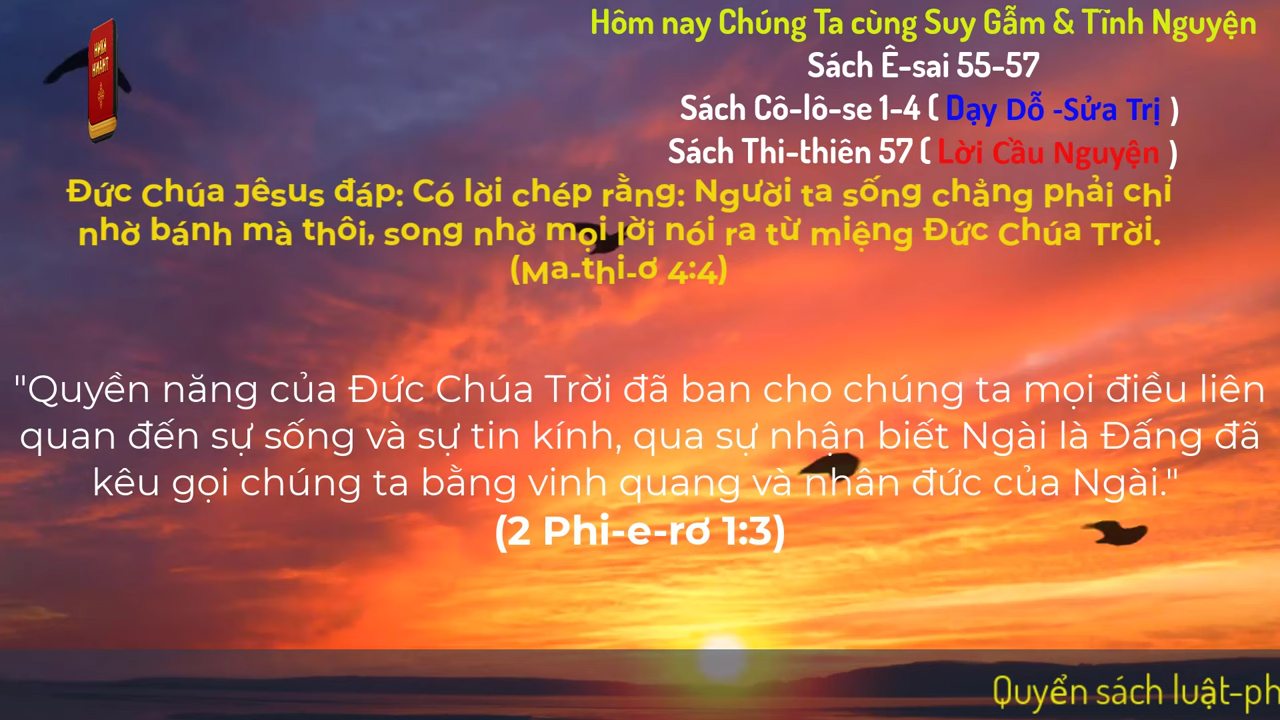 Hôm nay Chúng Ta cùng Suy Gẫm & Tĩnh Nguyện
Sách Ê-sai 55-57
Sách Cô-lô-se 1-4 ( Dạy Dỗ -Sửa Trị )
Sách Thi-thiên 57 ( Lời Cầu Nguyện )
Đức Chúa Jêsus đáp: Có lời chép rằng: Người ta sống chẳng phải chỉ
nhờ bánh mà thôi, song nhờ mọi lời nói ra từ miệng Đức Chúa Trời.
(Ma-thi-ơ 4:4)
"Quyền năng của Đức Chúa Trời đã ban cho chúng ta mọi điều liên
quan đến sự sống và sự tin kính, qua sự nhận biết Ngài là Đấng đã
kêu gọi chúng ta bằng vinh quang và nhân đức của Ngài."
(2 Phi-e-rơ 1:3)
Quyển sách luật-ph